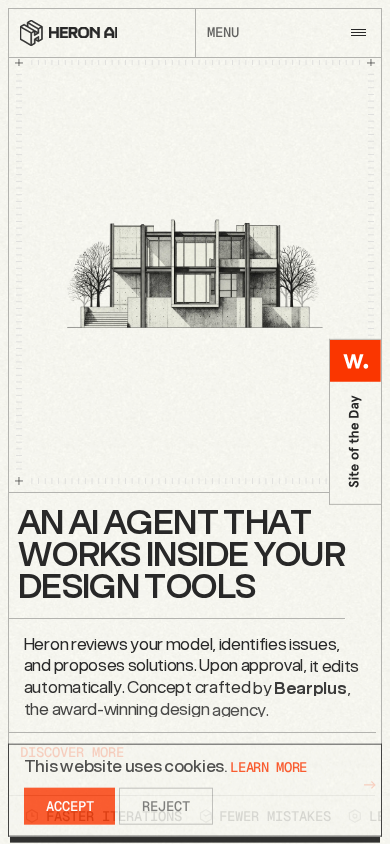 HERON AI
MENU
W.
Site of the Day
AN AI AGENT THAT
WORKS INSIDE YOUR
DESIGN TOOLS
Heron reviews your model, identifies issues,
and proposes solutions. Upon approval, it edits
automatically. Concept crafted by Bearplus,
the award-winning design agency.
DISCOVER MORE
This website uses cookies. LEARN MORE
ACCEPT
REJECT
FASTER ITERATIONS
FEWER MISTAKES
LE